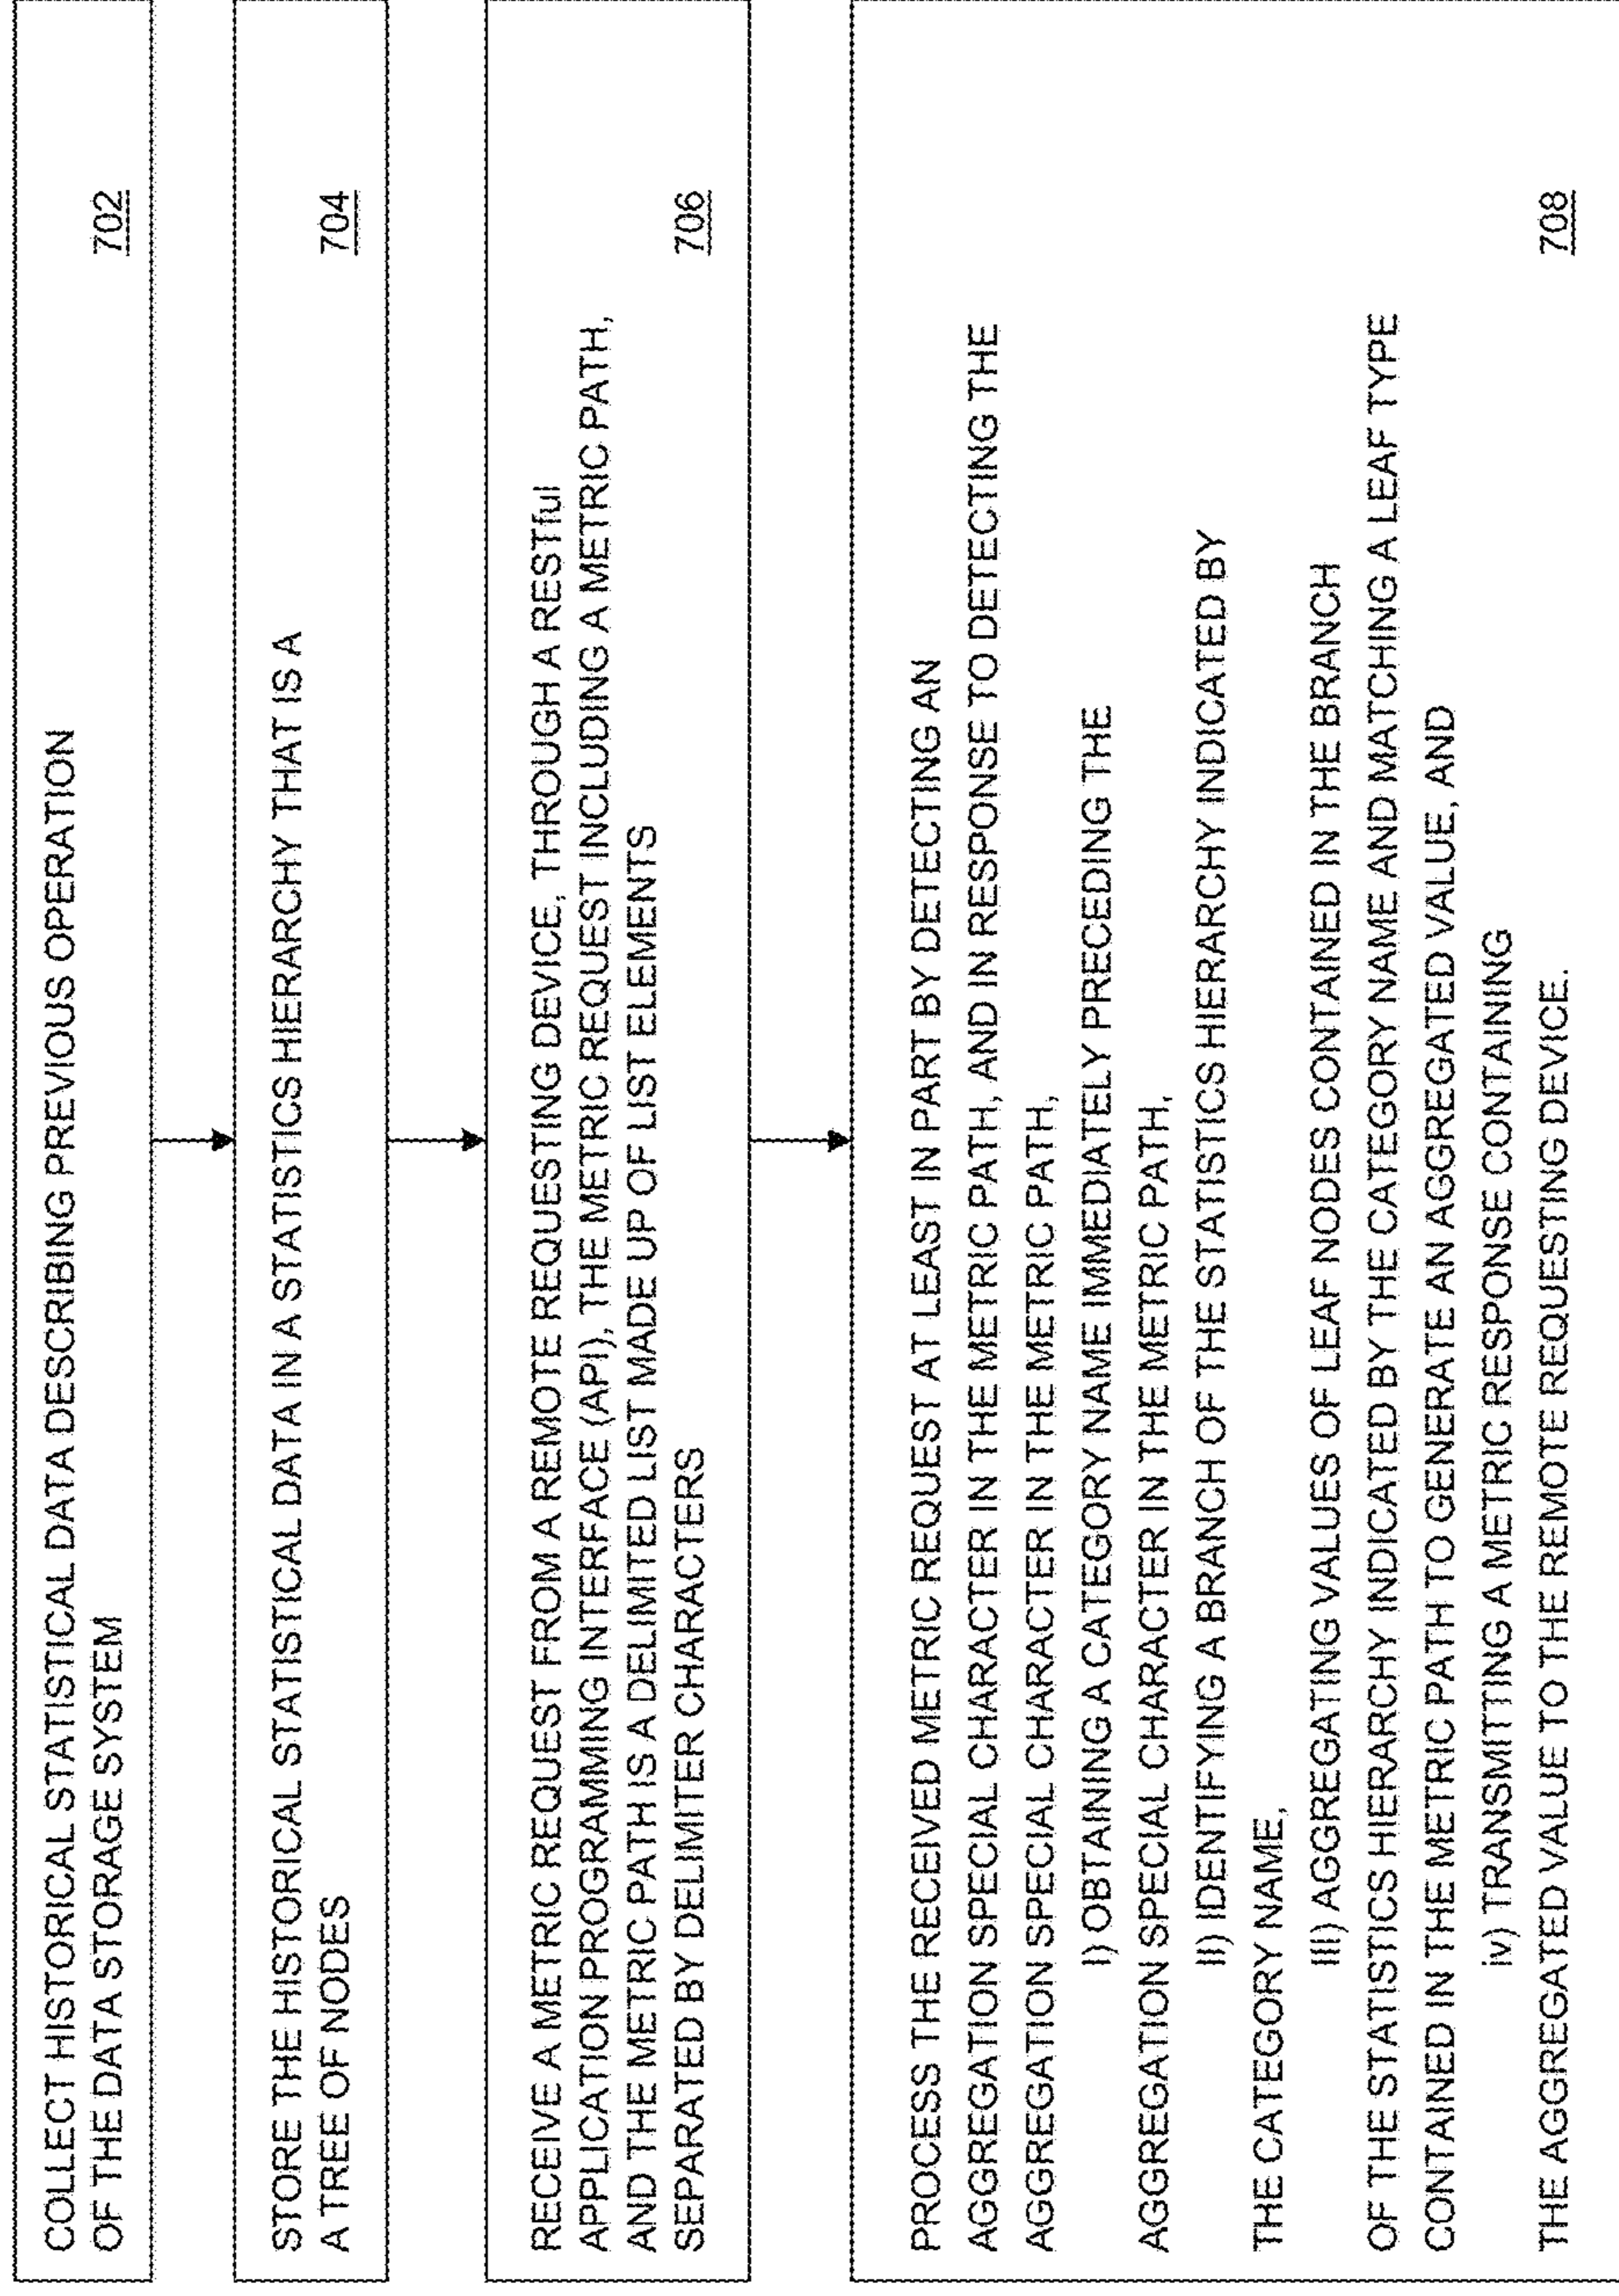 COLLECT HISTORICAL STATISTICAL DATA DESCRIBING PREVIOUS OPERATION
OF THE DATA STORAGE SYSTEM
702
STORE THE HISTORICAL STATISTICAL DATA IN A STATISTICS HIERARCHY THAT IS A
A TREE OF NODES
704
RECEIVE A METRIC REQUEST FROM A REMOTE REQUESTING DEVICE, THROUGH A RESTful
APPLICATION PROGRAMMING INTERFACE (API), THE METRIC REQUEST INCLUDING A METRIC PATH,
AND THE METRIC PATH IS A DELIMITED LIST MADE UP OF LIST ELEMENTS
SEPARATED BY DELIMITER CHARACTERS
706
PROCESS THE RECEIVED METRIC REQUEST AT LEAST IN PART BY DETECTING AN
AGGREGATION SPECIAL CHARACTER IN THE METRIC PATH, AND IN RESPONSE TO DETECTING THE
AGGREGATION SPECIAL CHARACTER IN THE METRIC PATH,
i) OBTAINING A CATEGORY NAME IMMEDIATELY PRECEDING THE
AGGREGATION SPECIAL CHARACTER IN THE METRIC PATH,
ii) IDENTIFYING A BRANCH OF THE STATISTICS HIERARCHY INDICATED BY
THE CATEGORY NAME,
iii) AGGREGATING VALUES OF LEAF NODES CONTAINED IN THE BRANCH
OF THE STATISTICS HIERARCHY INDICATED BY THE CATEGORY NAME AND MATCHING A LEAF TYPE
CONTAINED IN THE METRIC PATH TO GENERATE AN AGGREGATED VALUE, AND
iv) TRANSMITTING A METRIC RESPONSE CONTAINING
THE AGGREGATED VALUE TO THE REMOTE REQUESTING DEVICE.
708